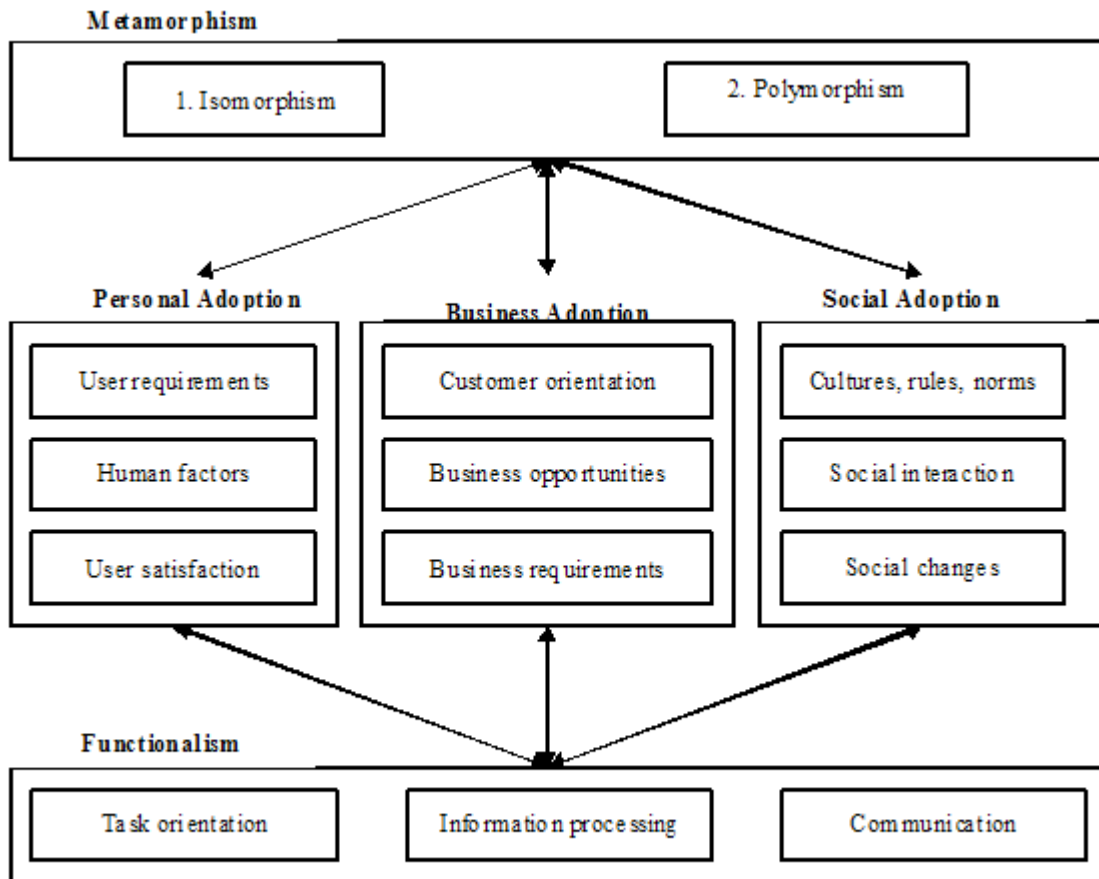 Metamorphism
1. Isomorphism
2. Polymorphism
Personal Adoption
Business Adoption
Social Adoption
User requirements
Customer orientation
Cultures, rules, norms
Human factors
Business opportunities
Social interaction
User satisfaction
Business requirements
Social changes
Functionalism
Task orientation
Information processing
Communication